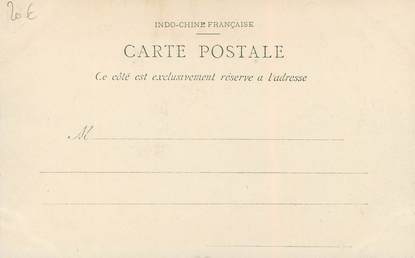 20 €
INDO-CHINE FRANÇAISE
CARTE POSTALE
Ce côté est exclusivement réservé a l'adresse
M